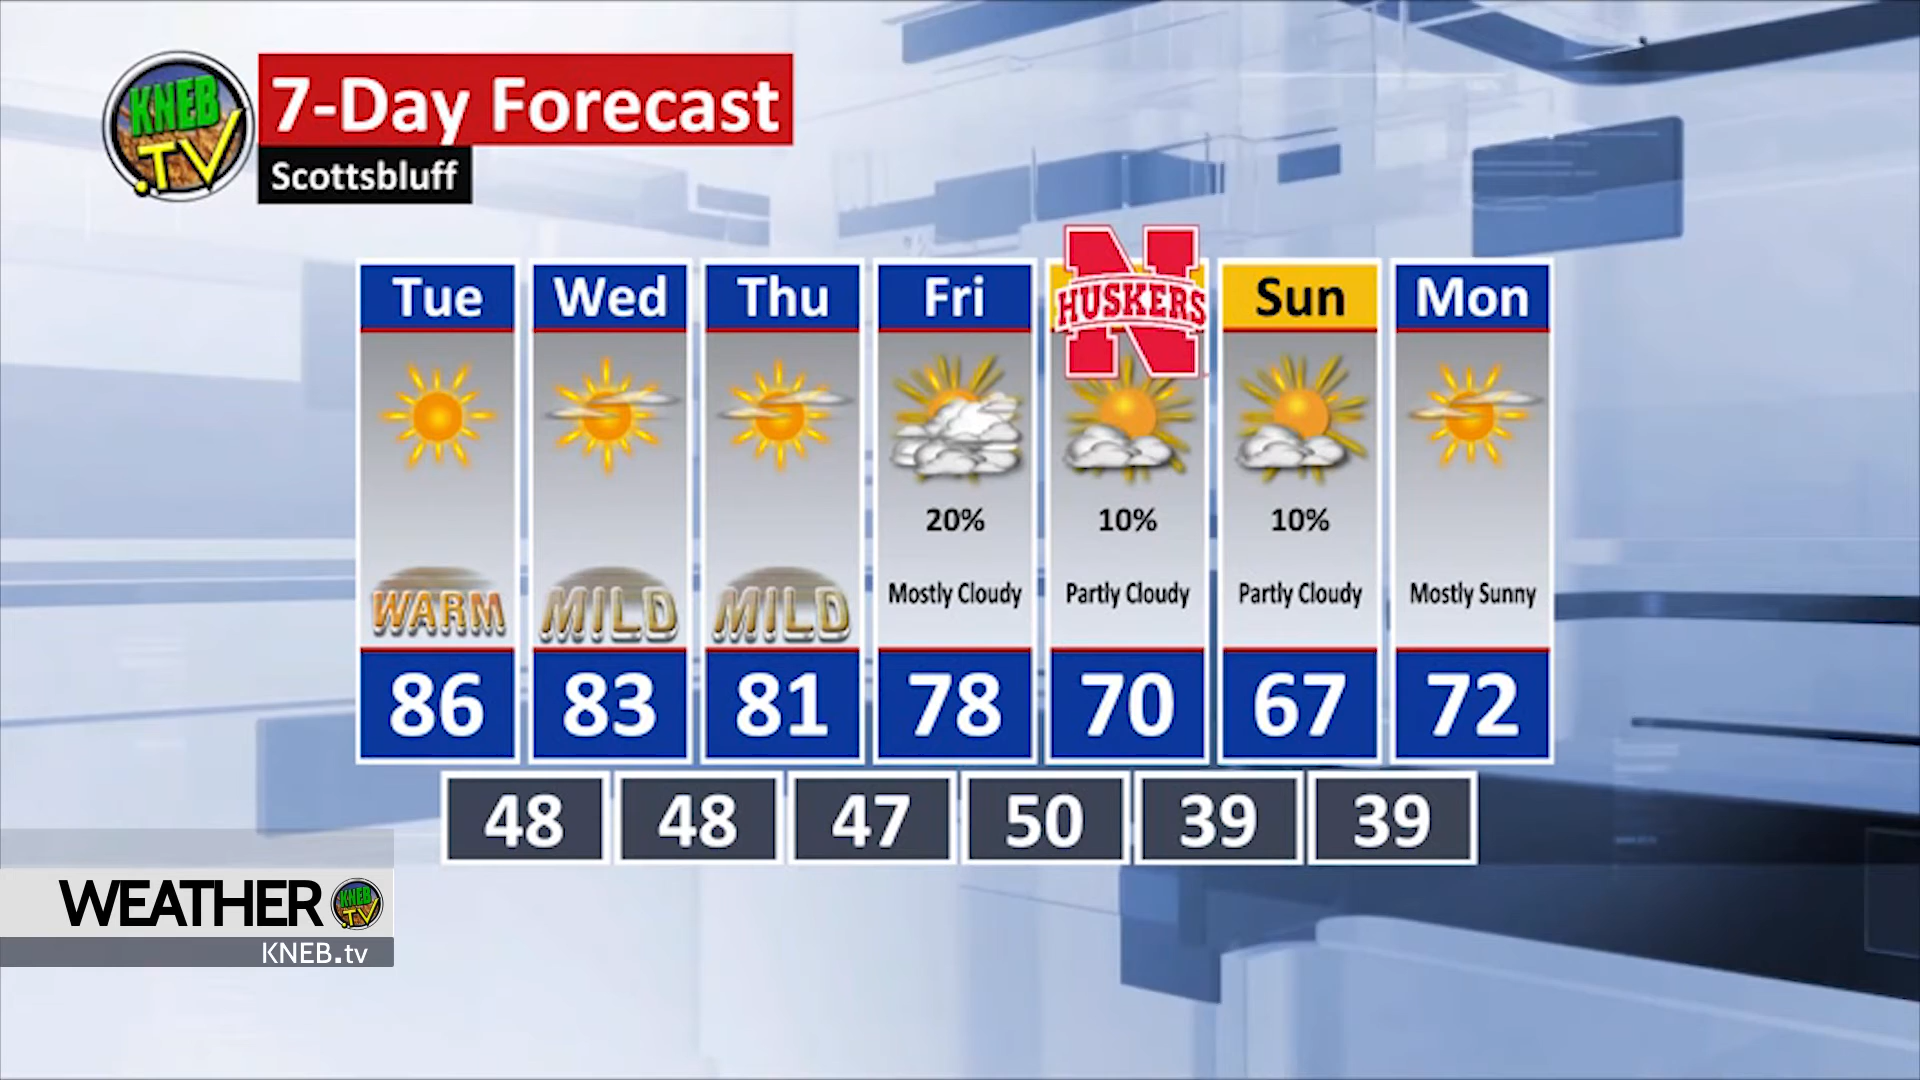 KNEB
.TV
7-Day Forecast
Scottsbluff
Tue Wed Thu Fri N HUSKERS Sun Mon
20% 10% 10%
WARM MILD MILD Mostly Cloudy Partly Cloudy Partly Cloudy Mostly Sunny
86 83 81 78 70 67 72
48 48 47 50 39 39
WEATHER KNEB .TV
KNEB.tv